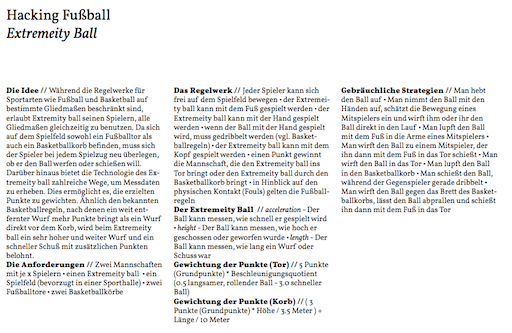 Hacking Fußball
Extremeity Ball
Die Idee // Während die Regelwerke für
Sportarten wie Fußball und Basketball auf
bestimmte Gliedmaßen beschränkt sind,
erlaubt Extremity ball seinen Spielern, alle
Gliedmaßen gleichzeitig zu benutzen. Da sich
auf dem Spielfeld sowohl ein Fußballtor als
auch ein Basketballkorb befinden, muss sich
der Spieler bei jedem Spielzug neu überlegen,
ob er den Ball werfen oder schießen will.
Darüber hinaus bietet die Technologie des Ex-
tremeity ball zahlreiche Wege, um Messdaten
zu erheben. Dies ermöglicht es, die erzielten
Punkte zu gewichten. Ähnlich den bekannten
Basketballregeln, nach denen ein weit ent-
fernter Wurf mehr Punkte bringt als ein Wurf
direkt vor dem Korb, wird beim Extremeity
ball ein sehr hoher und weiter Wurf und ein
schneller Schuß mit zusätzlichen Punkten
belohnt.
Die Anforderungen // Zwei Mannschaften
mit je x Spielern • einen Extremeity ball • ein
Spielfeld (bevorzugt in einer Sporthalle) • zwei
Fußballtore • zwei Basketballkörbe
Das Regelwerk // Jeder Spieler kann sich
frei auf dem Spielfeld bewegen • der Extremei-
ty ball kann mit dem Fuß gespielt werden • der
Extremeity ball kann mit der Hand gespielt
werden • wenn der Ball mit der Hand gespielt
wird, muss gedribbelt werden (vgl. Basket-
ballregeln) • der Extremeity ball kann mit dem
Kopf gespielt werden • einen Punkt gewinnt
die Mannschaft, die den Extremeity ball ins
Tor bringt oder den Extremeity ball durch den
Basketballkorb bringt • in Hinblick auf den
physischen Kontakt (Fouls) gelten die Fußball-
regeln
Der Extremeity Ball // acceleration - Der
Ball kann messen, wie schnell er gespielt wird
• height - Der Ball kann messen, wie hoch er
geschossen oder geworfen wurde • length - Der
Ball kann messen, wie lang ein Wurf oder
Schuss war
Gewichtung der Punkte (Tor) // 5 Punkte
(Grundpunkte) * Beschleunigungsquotient
(0.5 langsamer, rollender Ball - 3.0 schneller
Ball)
Gewichtung der Punkte (Korb) // ( 3
Punkte (Grundpunkte) * Höhe / 3.5 Meter ) +
Länge / 10 Meter
Gebräuchliche Strategien // Man hebt
den Ball auf • Man nimmt den Ball mit den
Händen auf, schätzt die Bewegung eines
Mitspielers ein und wirft ihm oder ihr den
Ball direkt in den Lauf • Man lupft den Ball
mit dem Fuß in die Arme eines Mitspielers •
Man wirft den Ball zu einem Mitspieler, der
ihn dann mit dem Fuß in das Tor schießt • Man
wirft den Ball in das Tor • Man lupft den Ball
in den Basketballkorb • Man schießt den Ball,
während der Gegenspieler gerade dribbelt •
Man wirft den Ball gegen das Brett des Basket-
ballkorbs, lässt den Ball abprallen und schießt
ihn dann mit dem Fuß in das Tor